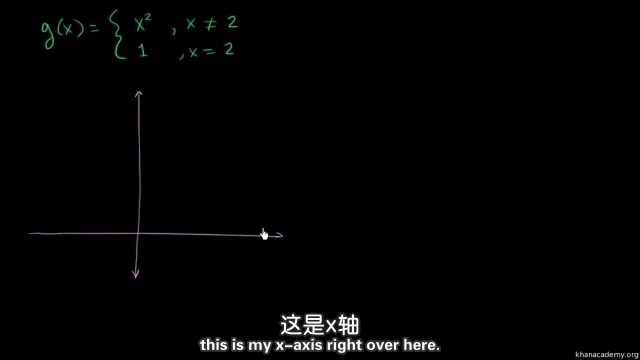 g(x) = { x² , x ≠ 2
1 , x = 2
这是x轴
this is my x-axis right over here.
khanacademy.org